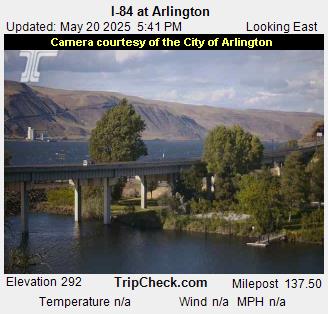 I-84 at Arlington
Updated: May 20 2025  5:41 PM Looking East
Camera courtesy of the City of Arlington
Elevation 292 TripCheck.com Milepost 137.50
Temperature n/a Wind n/a MPH n/a